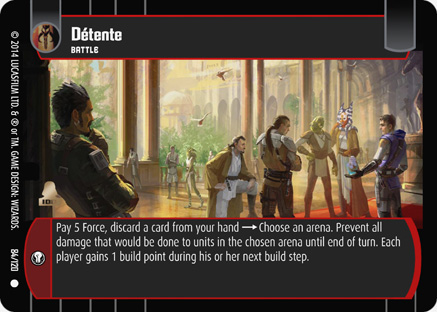 Détente
BATTLE
Pay 5 Force, discard a card from your hand → Choose an arena. Prevent all
damage that would be done to units in the chosen arena until end of turn. Each
player gains 1 build point during his or her next build step.
© 2014 LUCASFILM LTD. & ® or TM. GAME DESIGN: WIZARDS.
84/120